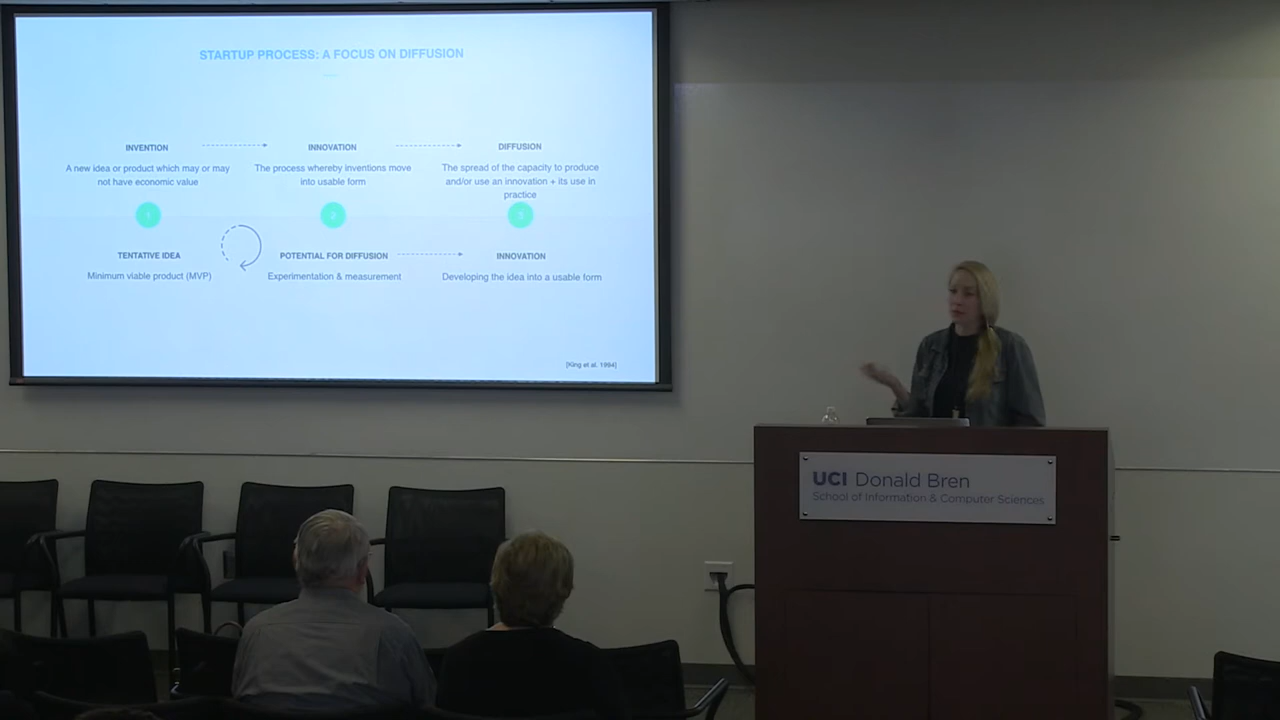 STARTUP PROCESS: A FOCUS ON DIFFUSION
INVENTION
A new idea or product which may or may
not have economic value
INNOVATION
The process whereby inventions move
into usable form
DIFFUSION
The spread of the capacity to produce
and/or use an innovation + its use in
practice
1
2
3
TENTATIVE IDEA
Minimum viable product (MVP)
POTENTIAL FOR DIFFUSION
Experimentation & measurement
INNOVATION
Developing the idea into a usable form
[King et al. 1994]
UCI Donald Bren
School of Information & Computer Sciences